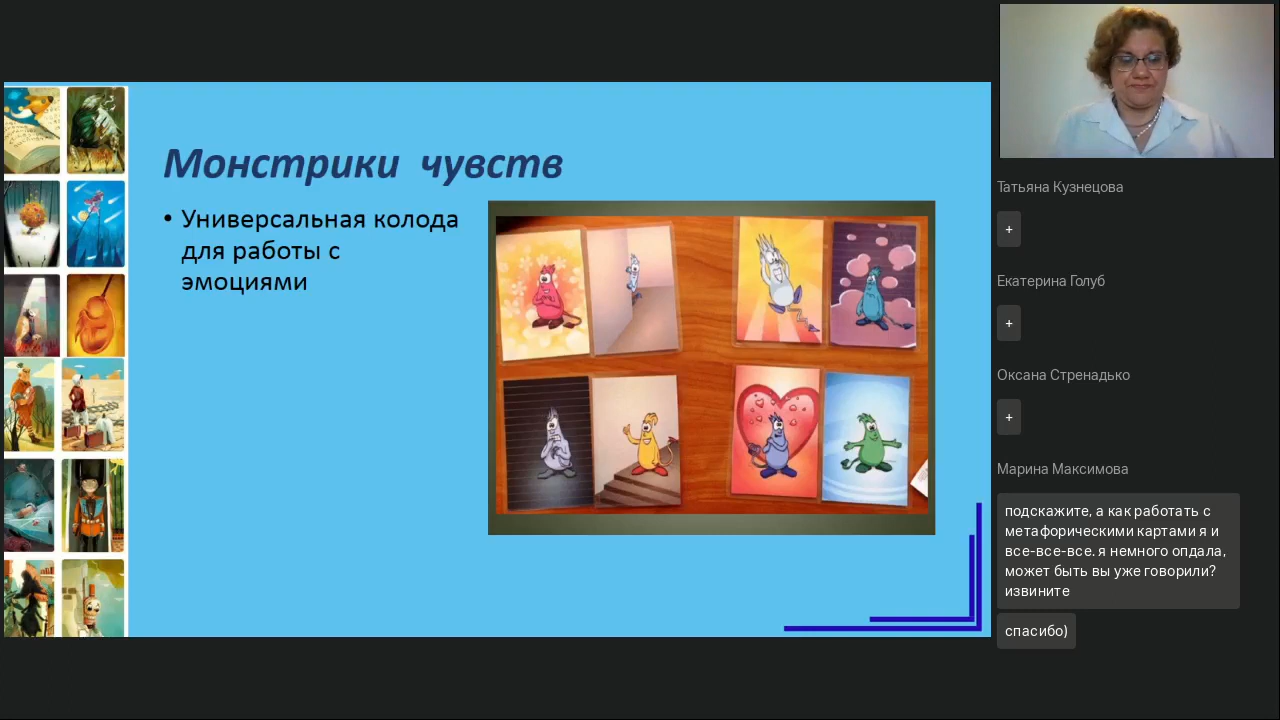 Монстрики чувств
• Универсальная колода
для работы с
эмоциями
Татьяна Кузнецова
+
Екатерина Голуб
+
Оксана Стренадько
+
Марина Максимова
подскажите, а как работать с
метафорическими картами я и
все-все-все. я немного опдала,
может быть вы уже говорили?
извините
спасибо)